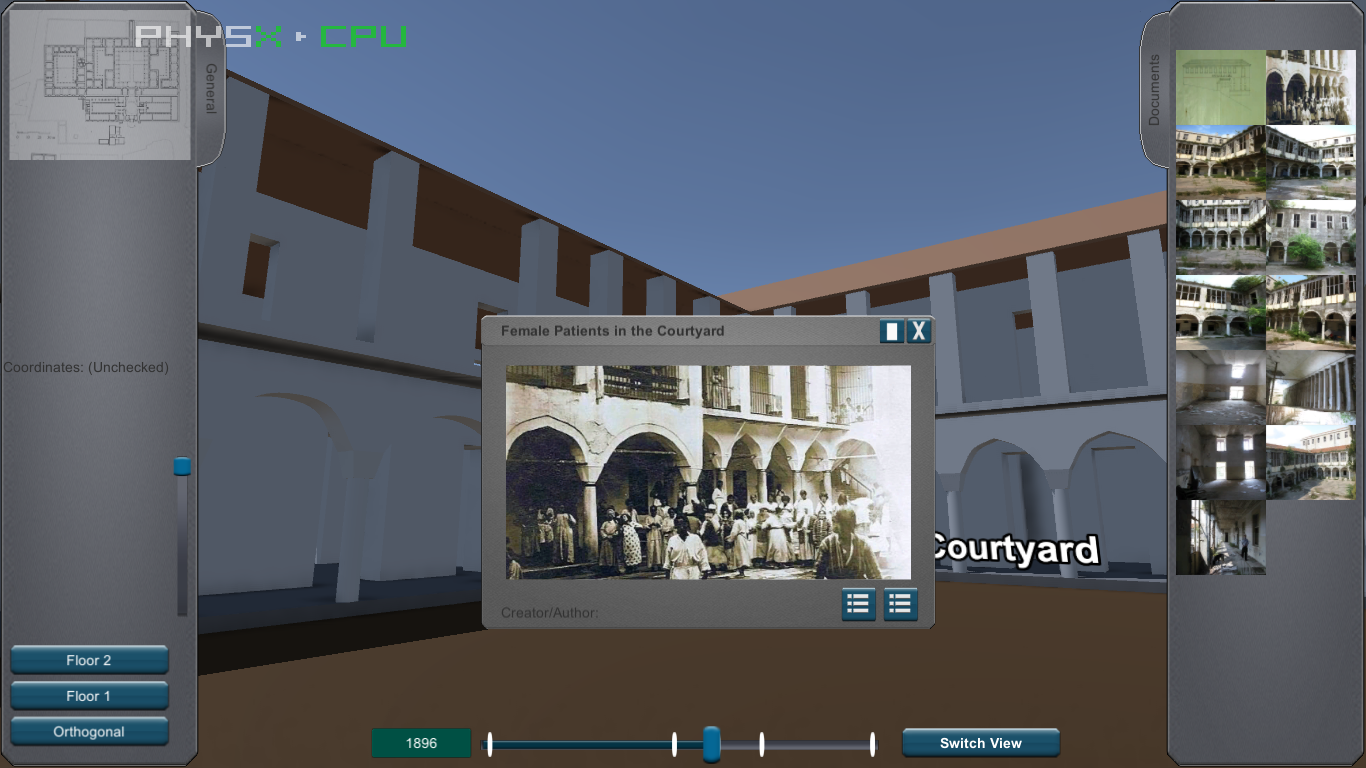 PHYSX ▸ CPU
General
Documents
Female Patients in the Courtyard
X
Coordinates: (Unchecked)
Courtyard
Creator/Author:
Floor 2
Floor 1
Orthogonal
1896
Switch View